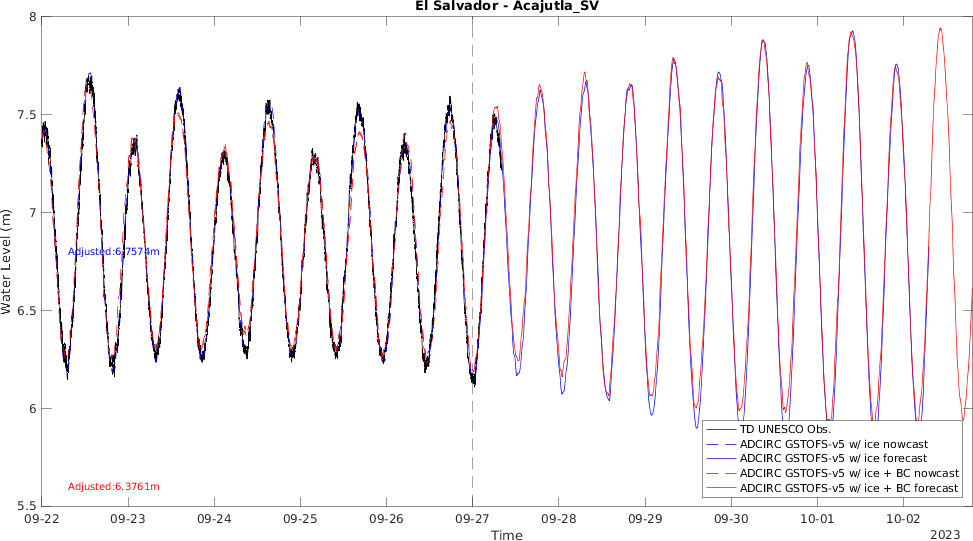 El Salvador - Acajutla_SV
8
7.5
7
6.5
6
5.5
Water Level (m)
Adjusted:6.7574m
Adjusted:6.3761m
TD UNESCO Obs.
ADCIRC GSTOFS-v5 w/ ice nowcast
ADCIRC GSTOFS-v5 w/ ice forecast
ADCIRC GSTOFS-v5 w/ ice + BC nowcast
ADCIRC GSTOFS-v5 w/ ice + BC forecast
09-22 09-23 09-24 09-25 09-26 09-27 09-28 09-29 09-30 10-01 10-02
Time
2023